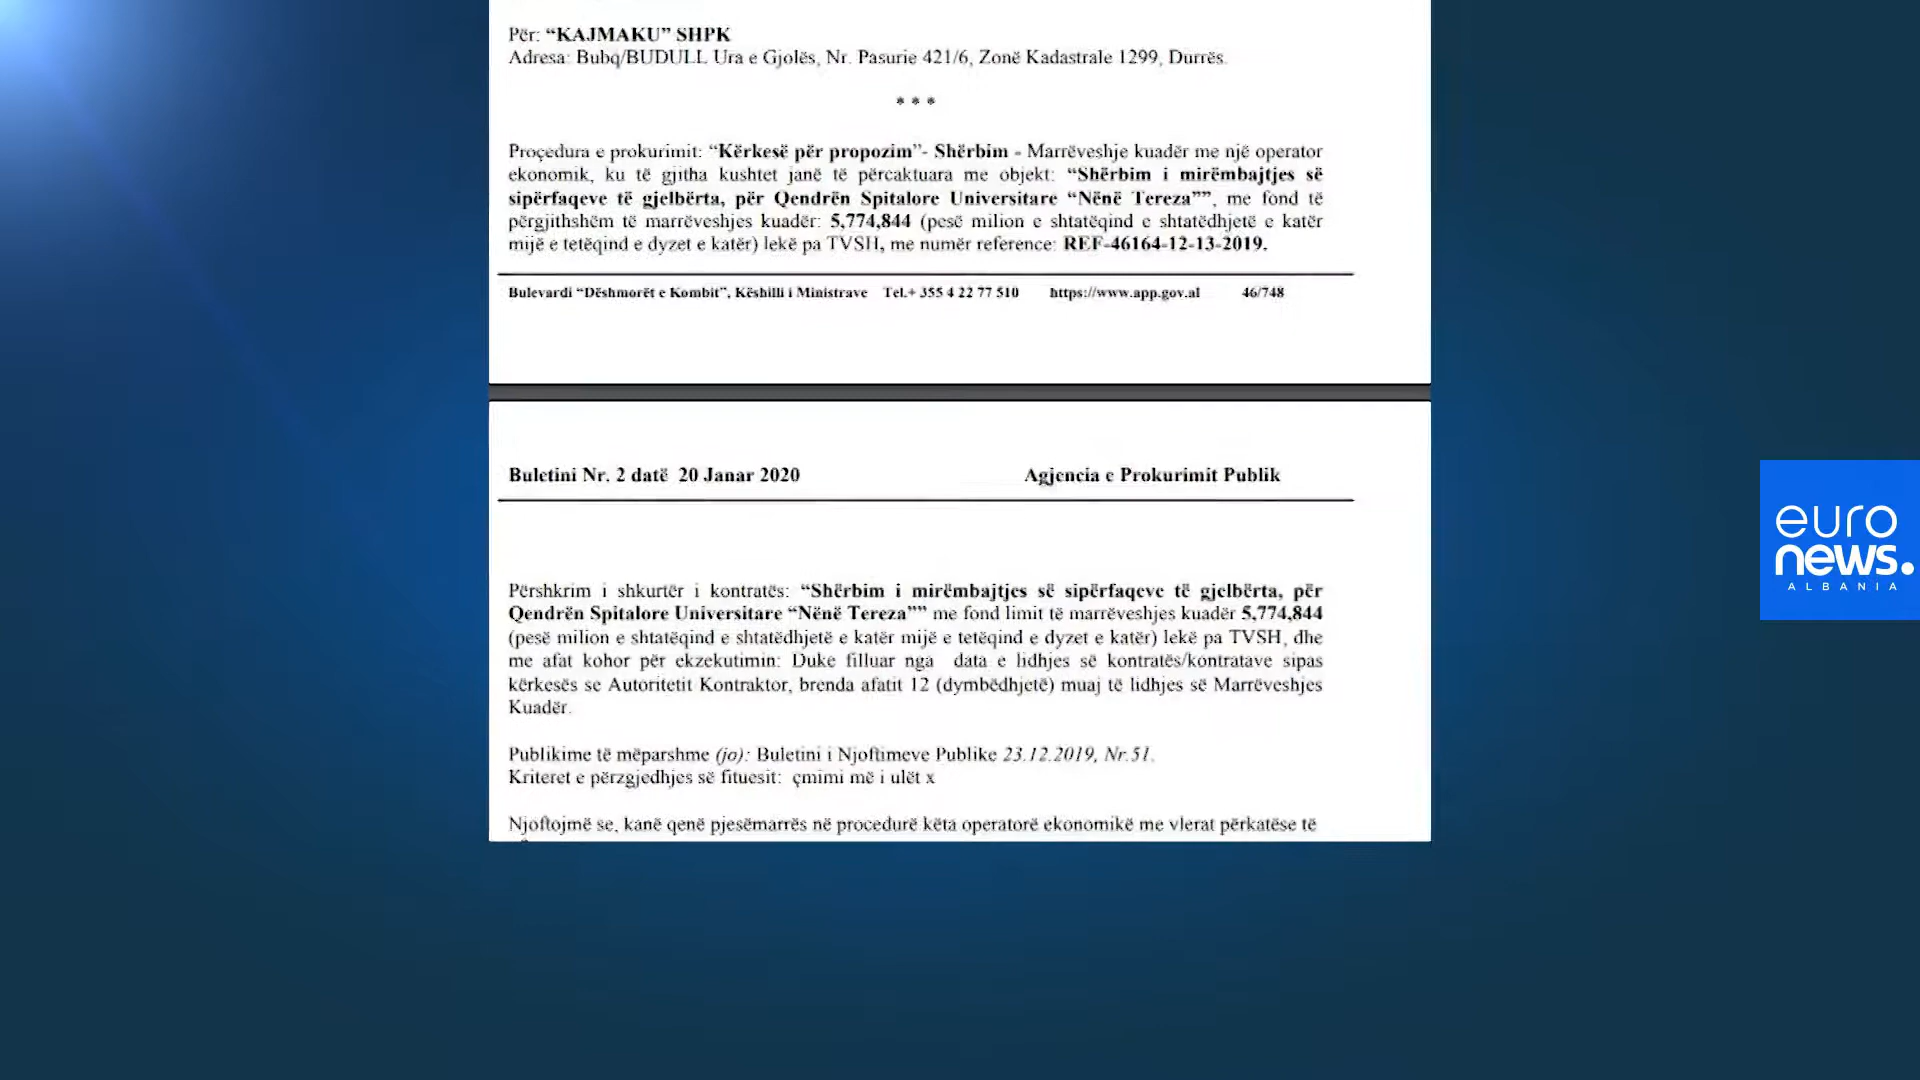 Për: “KAJMAKU” SHPK
Adresa: Bubq/BUDULL Ura e Gjolës, Nr. Pasurie 421/6, Zonë Kadastrale 1299, Durrës.
* * *
Proçedura e prokurimit: “Kërkesë për propozim”- Shërbim - Marrëveshje kuadër me një operator
ekonomik, ku të gjitha kushtet janë të përcaktuara me objekt: “Shërbim i mirëmbajtjes së
sipërfaqeve të gjelbërta, për Qendrën Spitalore Universitare “Nënë Tereza””, me fond të
përgjithshëm të marrëveshjes kuadër: 5,774,844 (pesë milion e shtatëqind e shtatëdhjetë e katër
mijë e tetëqind e dyzet e katër) lekë pa TVSH, me numër reference: REF-46164-12-13-2019.
Bulevardi “Dëshmorët e Kombit”, Këshilli i Ministrave Tel.+ 355 4 22 77 510 https://www.app.gov.al 46/748
Buletini Nr. 2 datë 20 Janar 2020 Agjencia e Prokurimit Publik
Përshkrim i shkurtër i kontratës: “Shërbim i mirëmbajtjes së sipërfaqeve të gjelbërta, për
Qendrën Spitalore Universitare “Nënë Tereza”” me fond limit të marrëveshjes kuadër 5,774,844
(pesë milion e shtatëqind e shtatëdhjetë e katër mijë e tetëqind e dyzet e katër) lekë pa TVSH, dhe
me afat kohor për ekzekutimin: Duke filluar nga data e lidhjes së kontratës/kontratave sipas
kërkesës se Autoritetit Kontraktor, brenda afatit 12 (dymbëdhjetë) muaj të lidhjes së Marrëveshjes
Kuadër.
Publikime të mëparshme (jo): Buletini i Njoftimeve Publike 23.12.2019, Nr.51.
Kriteret e përzgjedhjes së fituesit: çmimi më i ulët x
Njoftojmë se, kanë qenë pjesëmarrës në procedurë këta operatorë ekonomikë me vlerat përkatëse të
euro
news.
ALBANIA